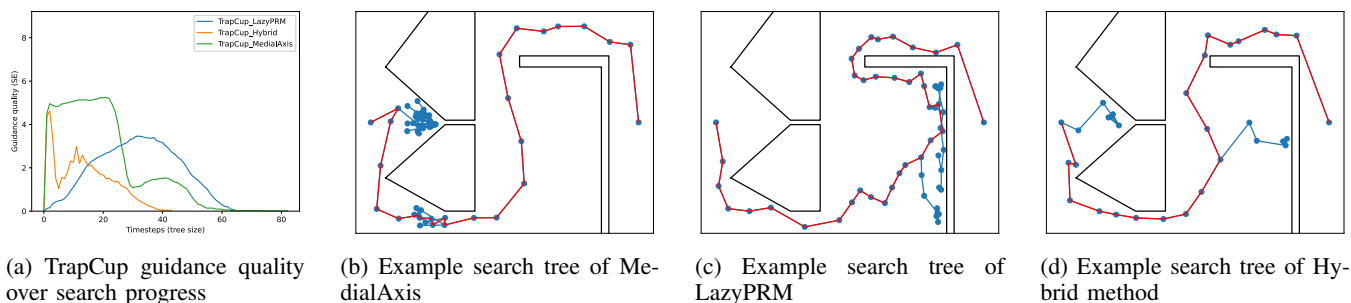 TrapCup_LazyPRM
TrapCup_Hybrid
TrapCup_MedialAxis
Guidance quality (SE)
8
6
4
2
0
0 20 40 60 80
Timesteps (tree size)
(a) TrapCup guidance quality
over search progress
(b) Example search tree of Me-
dialAxis
(c) Example search tree of
LazyPRM
(d) Example search tree of Hy-
brid method